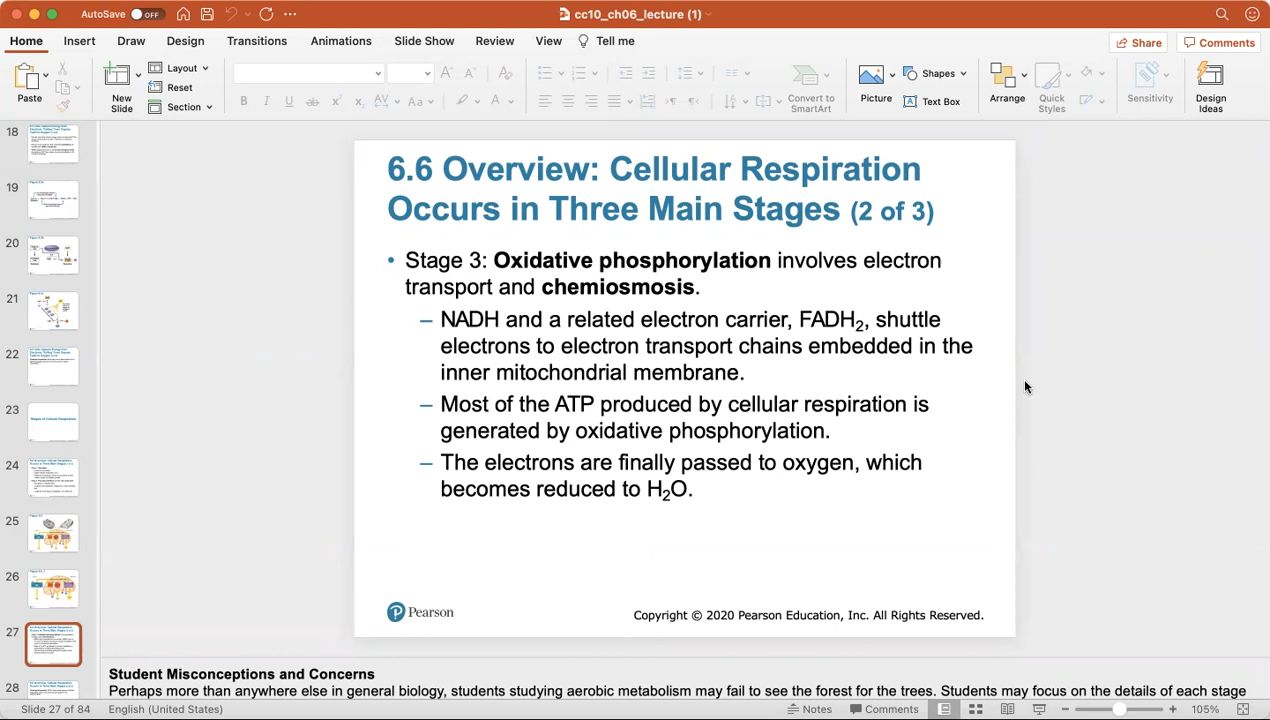 AutoSave OFF
cc10_ch06_lecture (1)
Home Insert Draw Design Transitions Animations Slide Show Review View Tell me
Share Comments
Paste
New Slide
Layout
Reset
Section
Convert to SmartArt
Picture
Shapes
Text Box
Arrange
Quick Styles
Sensitivity
Design Ideas
18
19
20
21
22
23
Stages of Cellular Respiration
24
25
26
27
28
6.6 Overview: Cellular Respiration
Occurs in Three Main Stages (2 of 3)
• Stage 3: Oxidative phosphorylation involves electron
transport and chemiosmosis.
– NADH and a related electron carrier, FADH₂, shuttle
electrons to electron transport chains embedded in the
inner mitochondrial membrane.
– Most of the ATP produced by cellular respiration is
generated by oxidative phosphorylation.
– The electrons are finally passed to oxygen, which
becomes reduced to H₂O.
Pearson
Copyright © 2020 Pearson Education, Inc. All Rights Reserved.
Student Misconceptions and Concerns
Perhaps more than anywhere else in general biology, students studying aerobic metabolism may fail to see the forest for the trees. Students may focus on the details of each stage
Slide 27 of 84 English (United States) Notes Comments 105%